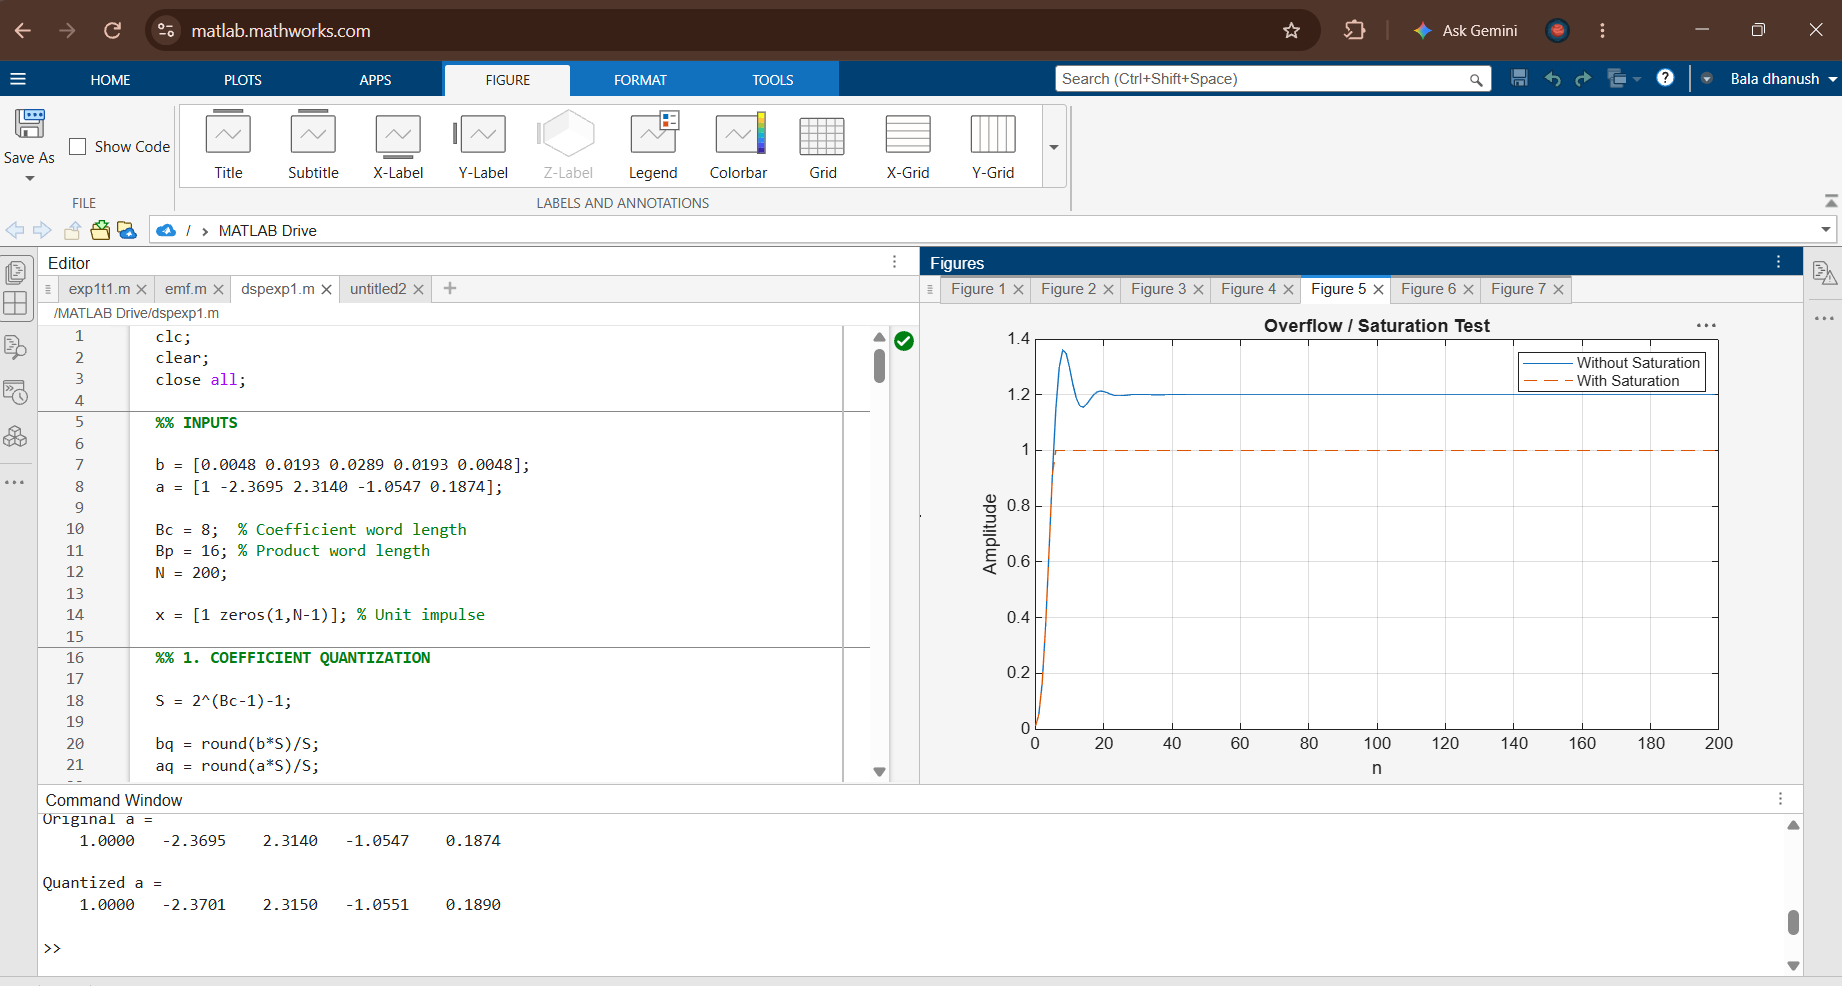 matlab.mathworks.com
Ask Gemini
HOME PLOTS APPS FIGURE FORMAT TOOLS
Search (Ctrl+Shift+Space)
Bala dhanush
Save As
Show Code
Title Subtitle X-Label Y-Label Z-Label Legend Colorbar Grid X-Grid Y-Grid
FILE
LABELS AND ANNOTATIONS
/ › MATLAB Drive
Editor
exp1t1.m emf.m dspexp1.m untitled2
/MATLAB Drive/dspexp1.m
1 clc;
2 clear;
3 close all;
4
5 %% INPUTS
6
7 b = [0.0048 0.0193 0.0289 0.0193 0.0048];
8 a = [1 -2.3695 2.3140 -1.0547 0.1874];
9
10 Bc = 8; % Coefficient word length
11 Bp = 16; % Product word length
12 N = 200;
13
14 x = [1 zeros(1,N-1)]; % Unit impulse
15
16 %% 1. COEFFICIENT QUANTIZATION
17
18 S = 2^(Bc-1)-1;
19
20 bq = round(b*S)/S;
21 aq = round(a*S)/S;
Figures
Figure 1 Figure 2 Figure 3 Figure 4 Figure 5 Figure 6 Figure 7
Overflow / Saturation Test
Without Saturation
With Saturation
1.4
1.2
1
0.8
0.6
0.4
0.2
0
Amplitude
0 20 40 60 80 100 120 140 160 180 200
n
Command Window
Original a =
1.0000 -2.3695 2.3140 -1.0547 0.1874
Quantized a =
1.0000 -2.3701 2.3150 -1.0551 0.1890
>>